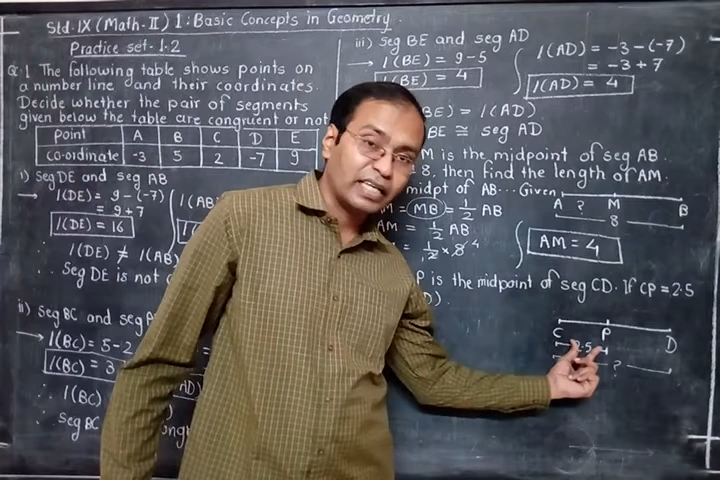 Std. IX (Math-II) 1: Basic Concepts in Geometry.
Practice set-1.2
Q.1 The following table shows points on
a number line and their coordinates.
Decide whether the pair of segments
given below the table are congruent or not
Point A B C D E
co-ordinate -3 5 2 -7 9
i) seg DE and seg AB
→ l(DE) = 9-(-7)
= 9+7
l(DE) = 16
l(AB)
∴ l(DE) ≠ l(AB)
∴ Seg DE is not
ii) Seg BC and seg
→ l(BC) = 5-2
l(BC) = 3
∴ l(BC)
∴ Seg BC
iii) Seg BE and seg AD
→ l(BE) = 9-5
l(BE) = 4
l(AD) = -3-(-7)
= -3+7
l(AD) = 4
(BE) = l(AD)
BE ≅ seg AD
M is the midpoint of seg AB.
8, then find the length of AM.
midpt of AB... Given
= MB = 1/2 AB
AM = 1/2 AB
= 1/2 × 8 4
A ? M B
8
AM = 4
P is the midpoint of seg CD. If CP = 2.5
C P D
2.5
?